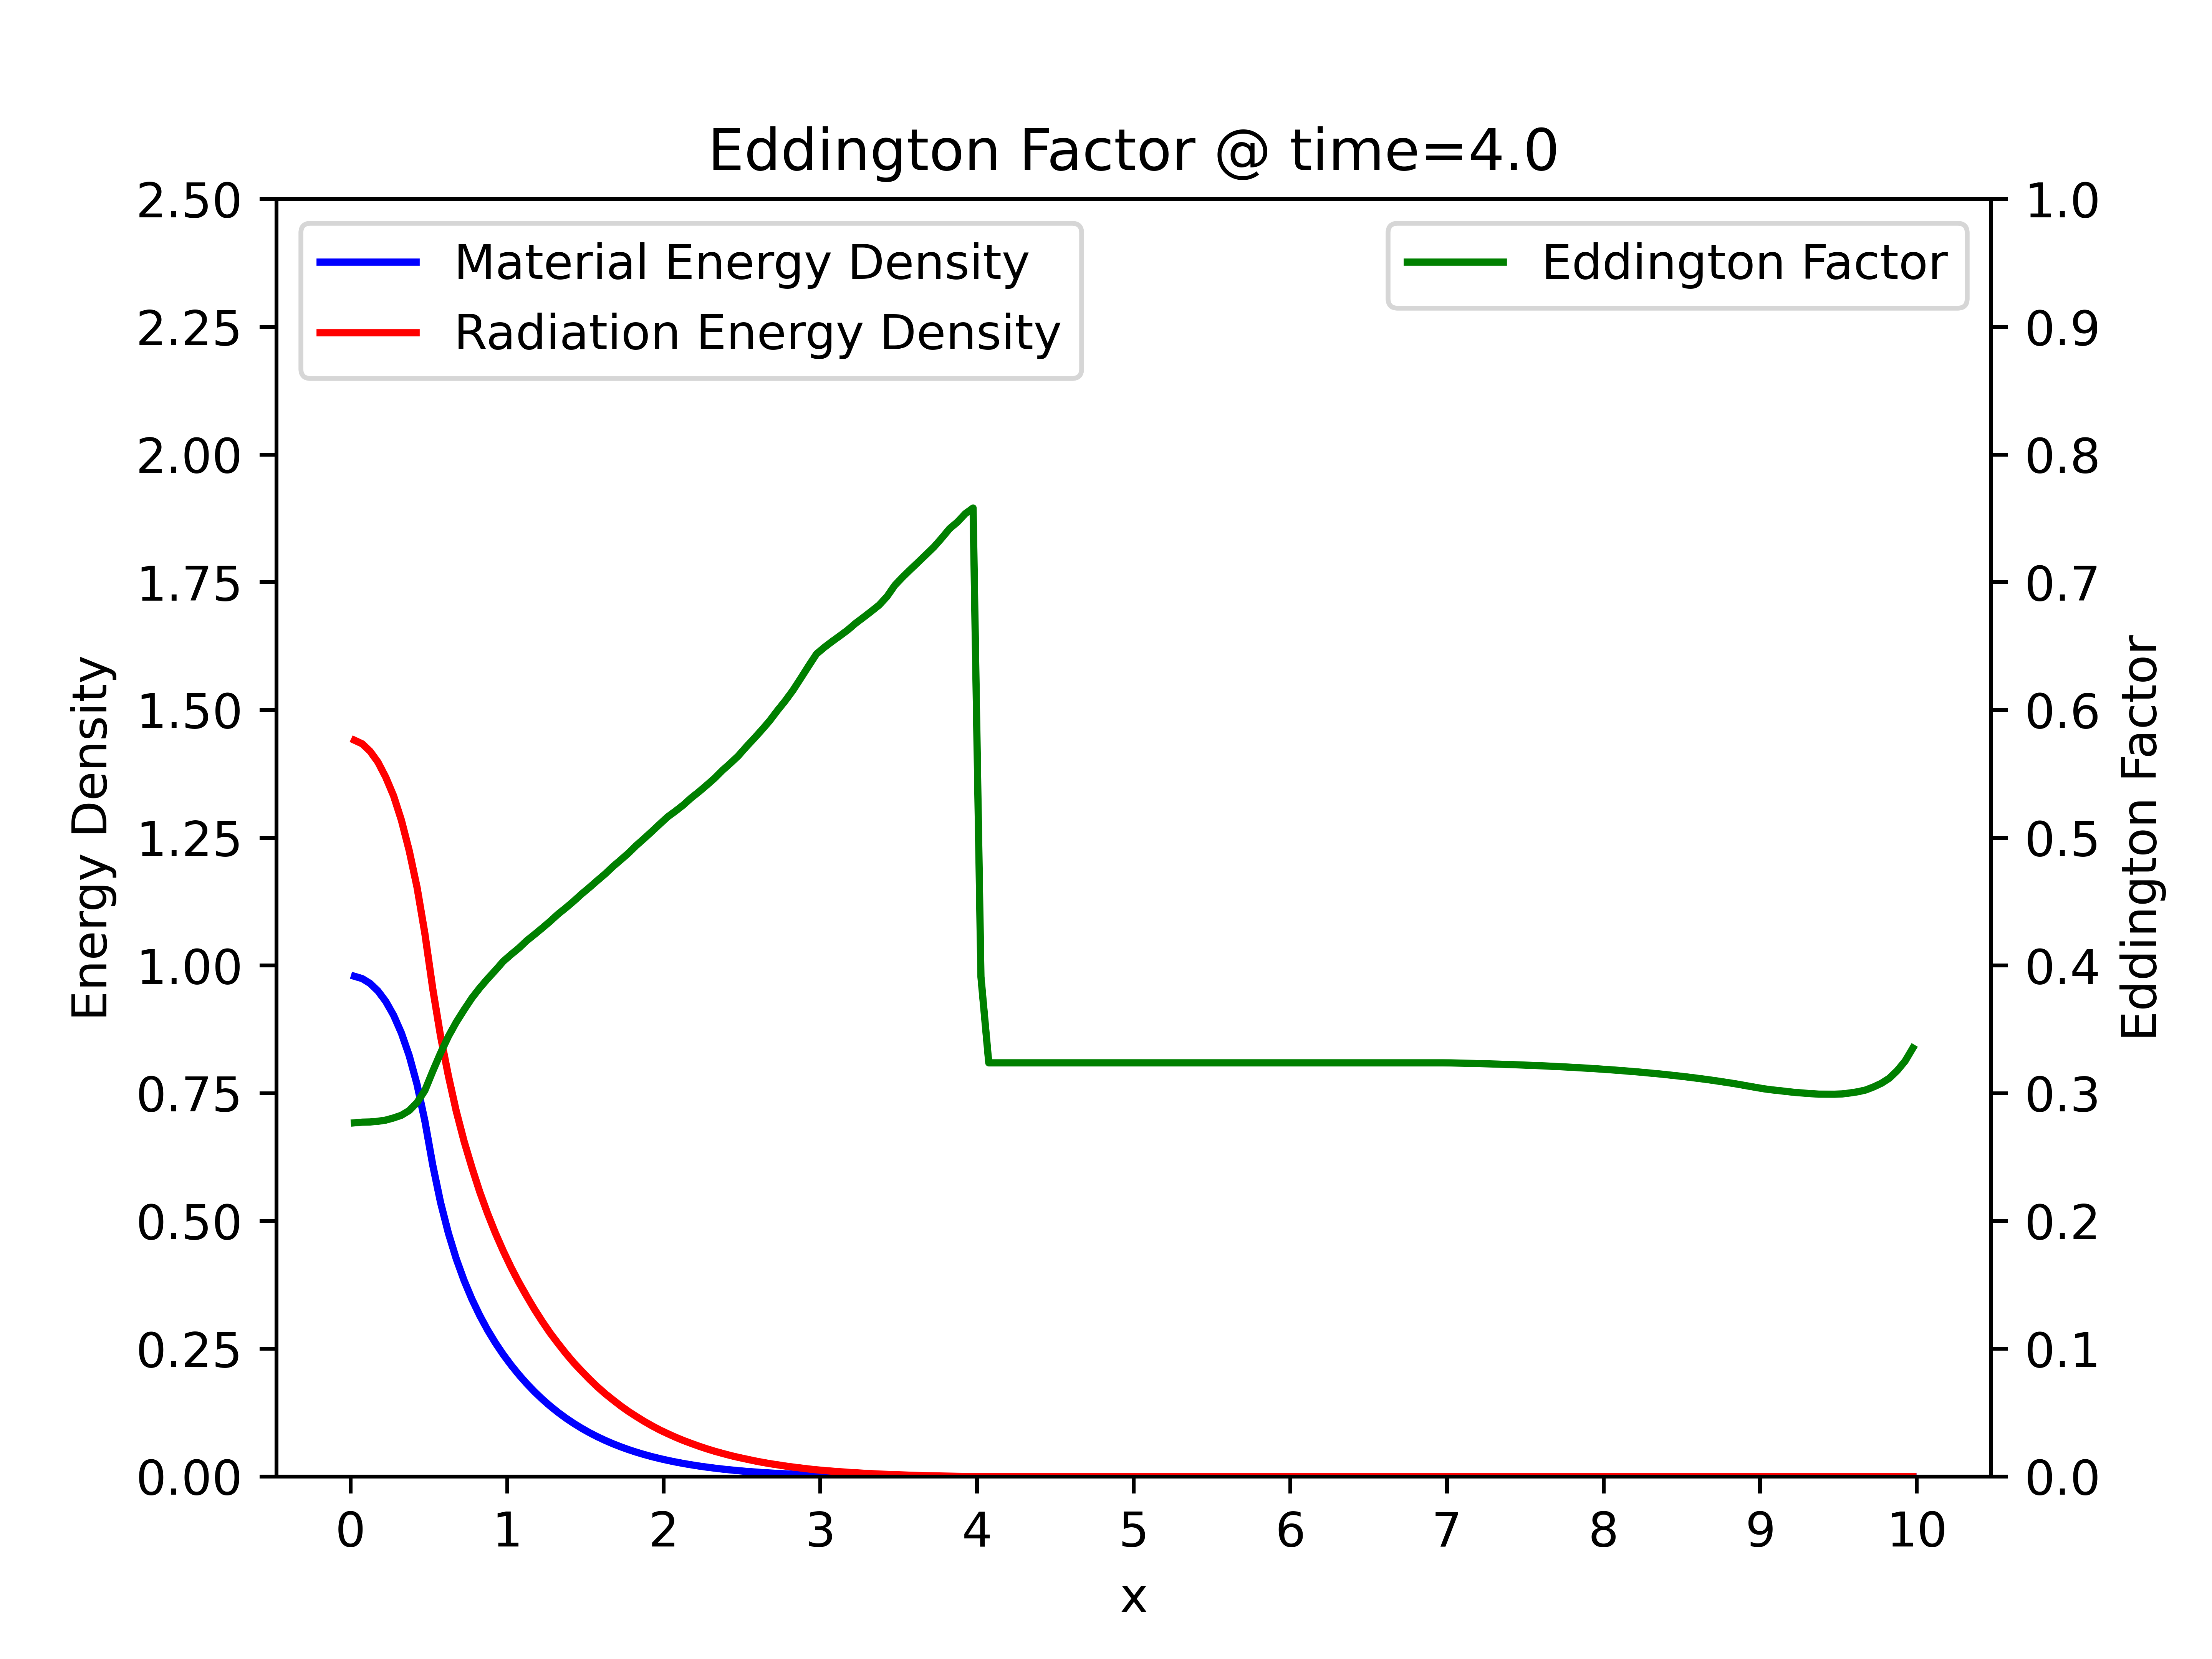 Eddington Factor @ time=4.0
Material Energy Density
Radiation Energy Density
Eddington Factor
2.50
2.25
2.00
1.75
1.50
1.25
1.00
0.75
0.50
0.25
0.00
Energy Density
1.0
0.9
0.8
0.7
0.6
0.5
0.4
0.3
0.2
0.1
0.0
Eddington Factor
0 1 2 3 4 5 6 7 8 9 10
x